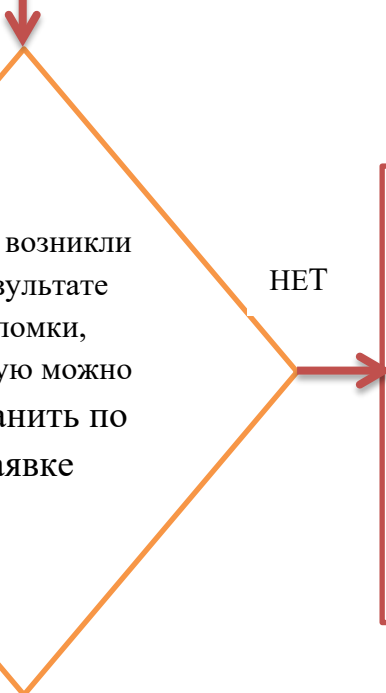 возникли
зультате
ломки,
ую можно
анить по
аявке
НЕТ